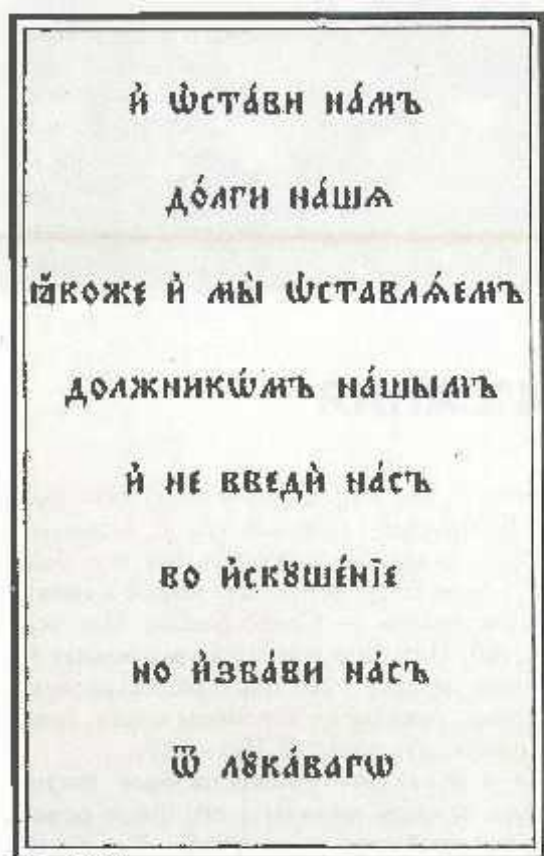 и҆ ѡ҆ста́ви на́мъ
до́лги на́шѧ
ꙗ҆́коже и҆ мы̀ ѡ҆ставлѧ́емъ
должникѡ́мъ на́шымъ
и҆ не введѝ на́съ
во и҆скꙋше́нїе
но и҆зба́ви на́съ
ѿ лꙋка́вагѡ